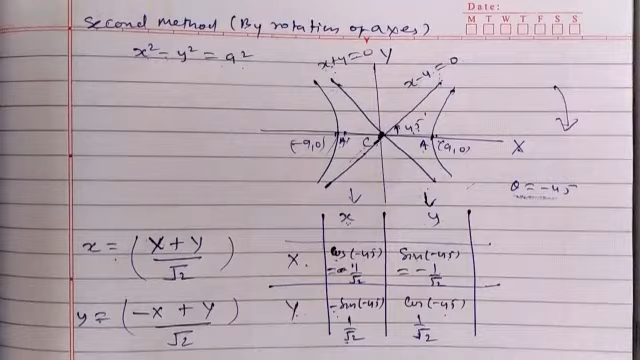 Second method (By rotation of axes)
Date:
M T W T F S S
x² - y² = a²
x+y=0
Y
x-y=0
45°
(-a,0) A' C A (a,0) X
θ = -45
x y
x = (X + Y / √2)
X cos(-45) = 1/√2 sin(-45) = -1/√2
y = (-X + Y / √2)
Y -sin(-45) 1/√2 cos(-45) 1/√2